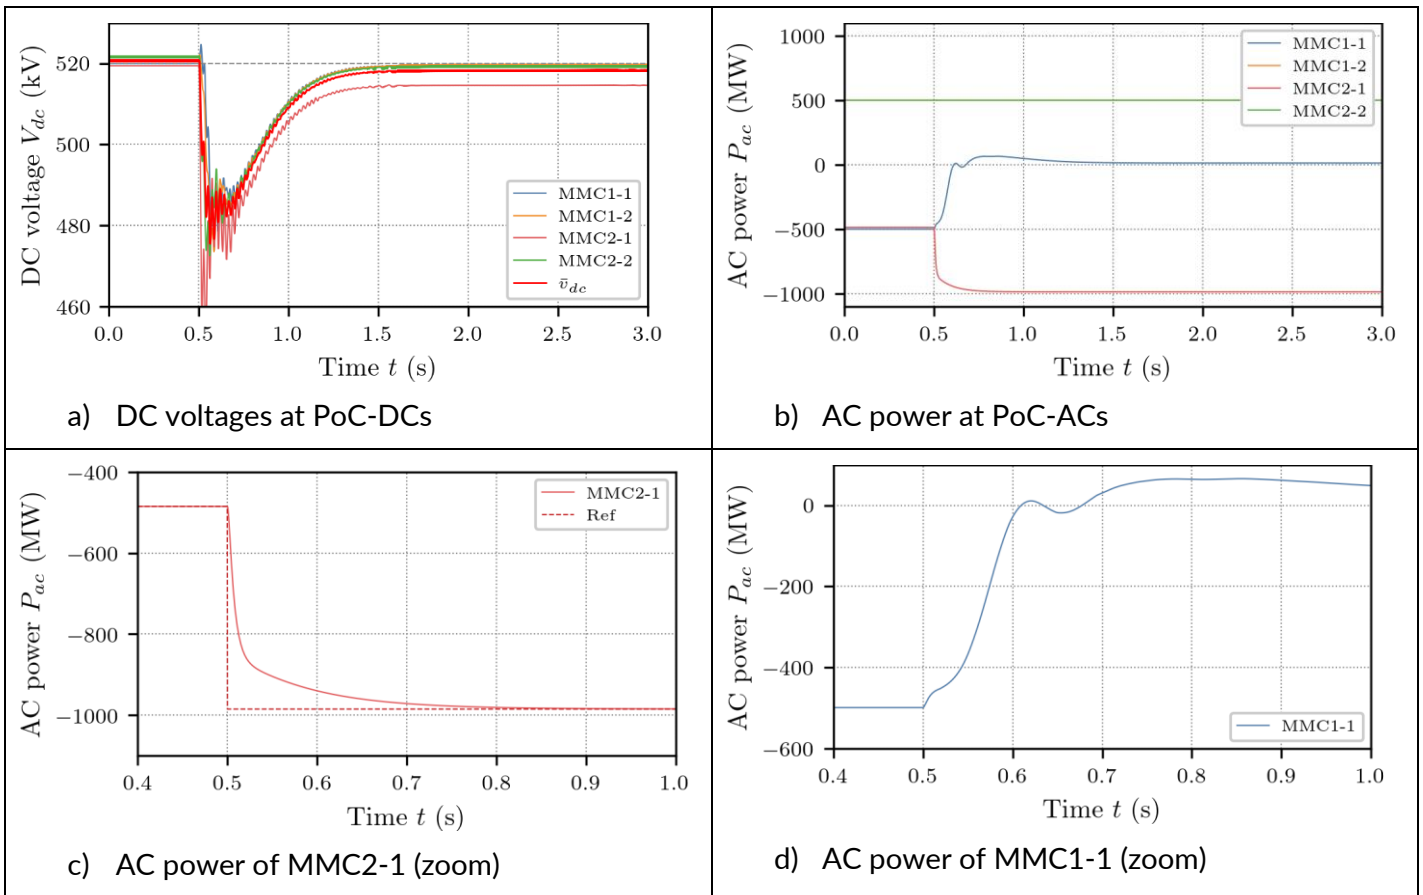 DC voltage V_dc (kV)
520
500
480
460
0.0 0.5 1.0 1.5 2.0 2.5 3.0
Time t (s)
MMC1-1
MMC1-2
MMC2-1
MMC2-2
v̄_dc
a) DC voltages at PoC-DCs
AC power P_ac (MW)
1000
500
0
−500
−1000
0.0 0.5 1.0 1.5 2.0 2.5 3.0
Time t (s)
MMC1-1
MMC1-2
MMC2-1
MMC2-2
b) AC power at PoC-ACs
AC power P_ac (MW)
−400
−600
−800
−1000
0.4 0.5 0.6 0.7 0.8 0.9 1.0
Time t (s)
MMC2-1
Ref
c) AC power of MMC2-1 (zoom)
AC power P_ac (MW)
0
−200
−400
−600
0.4 0.5 0.6 0.7 0.8 0.9 1.0
Time t (s)
MMC1-1
d) AC power of MMC1-1 (zoom)